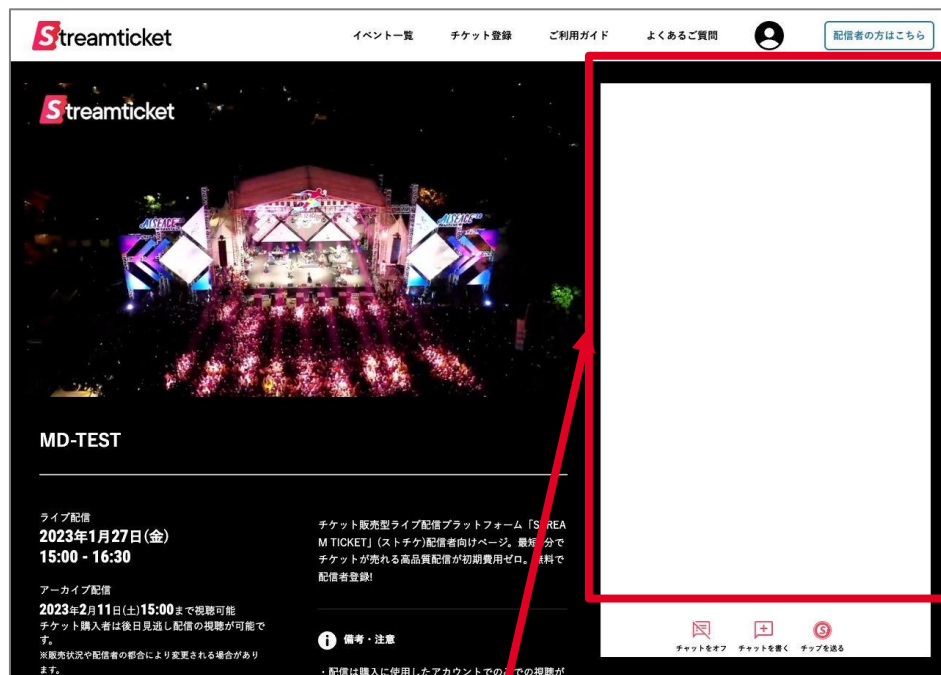 Streamticket
イベント一覧
チケット登録
ご利用ガイド
よくあるご質問
配信者の方はこちら
Streamticket
MD-TEST
ライブ配信
2023年1月27日(金)
15:00 - 16:30
アーカイブ配信
2023年2月11日(土)15:00まで視聴可能
チケット購入者は後日見逃し配信の視聴が可能で
す。
※販売状況や配信者の都合により変更される場合があり
ます。
チケット販売型ライブ配信プラットフォーム「S REA
M TICKET」(ストチケ)配信者向けページ。最短 分で
チケットが売れる高品質配信が初期費用ゼロ。 無料で
配信者登録!
備考・注意
・配信は購入に使用したアカウントでの での視聴が
チャットをオフ
チャットを書く
チップを送る